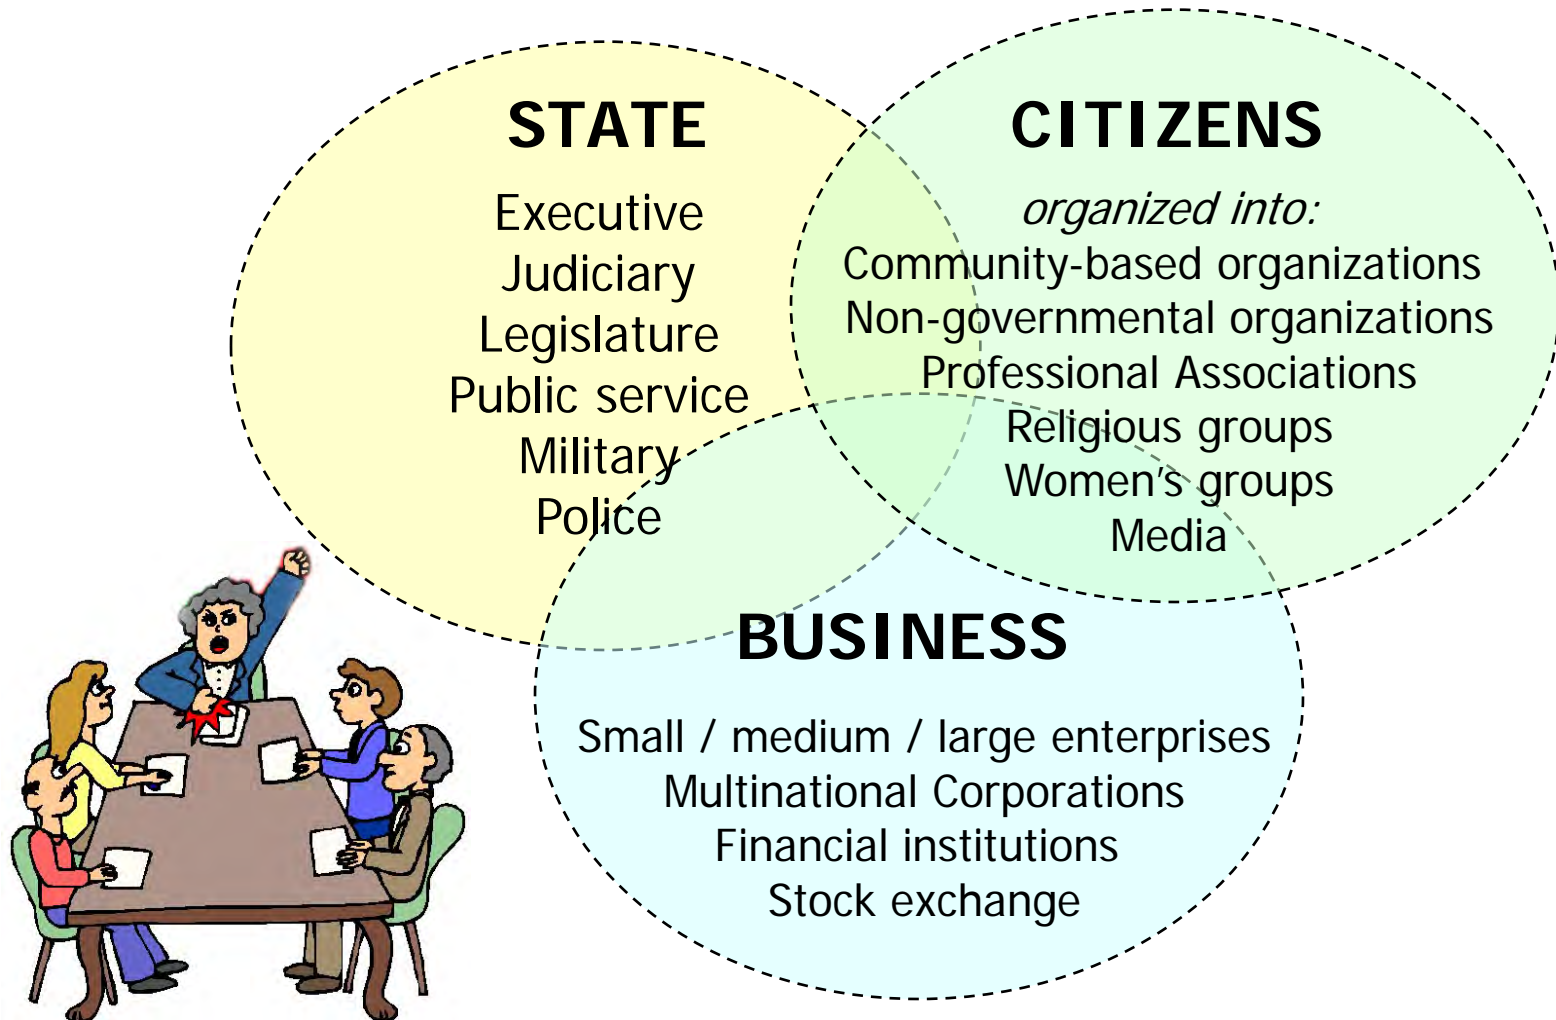 STATE
Executive
Judiciary
Legislature
Public service
Military
Police
CITIZENS
organized into:
Community-based organizations
Non-governmental organizations
Professional Associations
Religious groups
Women's groups
Media
BUSINESS
Small / medium / large enterprises
Multinational Corporations
Financial institutions
Stock exchange